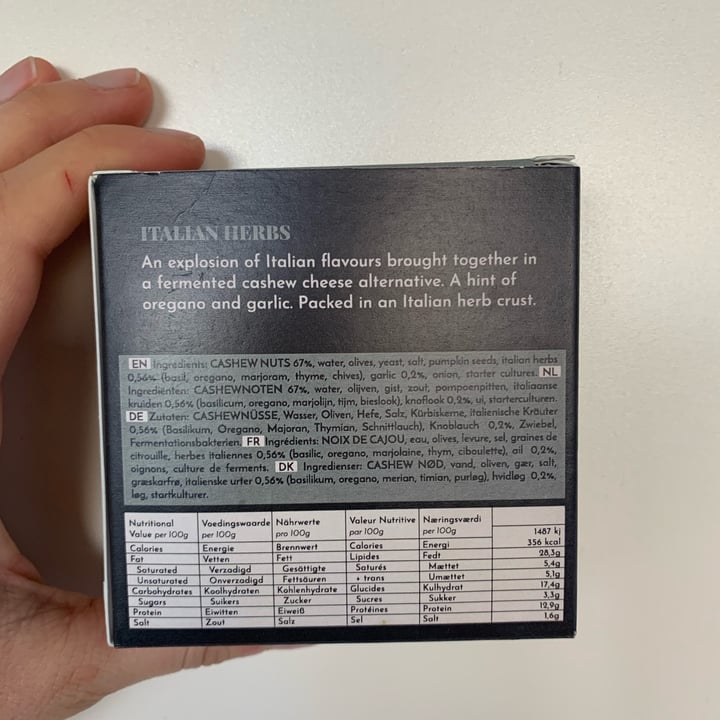 ITALIAN HERBS
An explosion of Italian flavours brought together in
a fermented cashew cheese alternative. A hint of
oregano and garlic. Packed in an Italian herb crust.
EN Ingredients: CASHEW NUTS 67%, water, olives, yeast, salt, pumpkin seeds, italian herbs
0,56% (basil, oregano, marjoram, thyme, chives), garlic 0,2%, onion, starter cultures. NL
Ingrediënten: CASHEWNOTEN 67%, water, olijven, gist, zout, pompoenpitten, italiaanse
kruiden 0,56% (basilicum, oregano, marjolijn, tijm, bieslook), knoflook 0,2%, ui, starterculturen.
DE Zutaten: CASHEWNÜSSE, Wasser, Oliven, Hefe, Salz, Kürbiskerne, italienische Kräuter
0,56% (Basilikum, Oregano, Majoran, Thymian, Schnittlauch), Knoblauch 0,2%, Zwiebel,
Fermentationsbakterien. FR Ingrédients: NOIX DE CAJOU, eau, olives, levure, sel, graines de
citrouille, herbes italiennes 0,56% (basilic, oregano, marjolaine, thym, ciboulette), ail 0,2%,
oignons, culture de ferments. DK Ingredienser: CASHEW NØD, vand, oliven, gær, salt,
græskarfrø, italienske urter 0,56% (basilikum, oregano, merian, timian, purløg), hvidløg 0,2%,
løg, startkulturer.
Nutritional Voedingswaarde Nährwerte Valeur Nutritive Næringsværdi
Value per 100g per 100g pro 100g par 100g per 100g 1487 kj
Calories Energie Brennwert Calories Energi 356 kcal
Fat Vetten Fett Lipides Fedt 28,3g
Saturated Verzadigd Gesättigte Saturés Mættet 5,4g
Unsaturated Onverzadigd Fettsäuren + trans Umættet 5,1g
Carbohydrates Koolhydraten Kohlenhydrate Glucides Kulhydrat 17,4g
Sugars Suikers Zucker Sucres Sukker 3,3g
Protein Eiwitten Eiweiß Protéines Protein 12,9g
Salt Zout Salz Sel Salt 1,6g